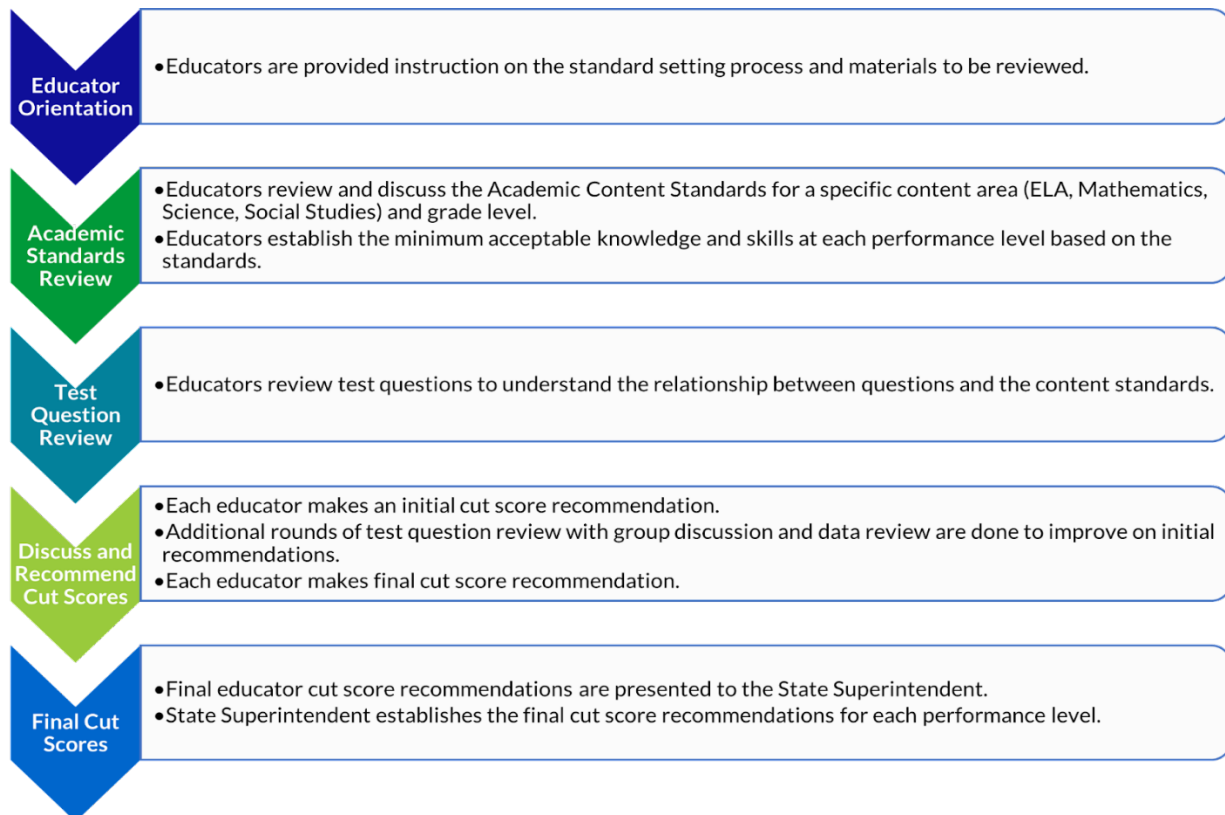 Educator
Orientation
•Educators are provided instruction on the standard setting process and materials to be reviewed.
Academic
Standards
Review
•Educators review and discuss the Academic Content Standards for a specific content area (ELA, Mathematics,
Science, Social Studies) and grade level.
•Educators establish the minimum acceptable knowledge and skills at each performance level based on the
standards.
Test
Question
Review
•Educators review test questions to understand the relationship between questions and the content standards.
Discuss and
Recommend
Cut Scores
•Each educator makes an initial cut score recommendation.
•Additional rounds of test question review with group discussion and data review are done to improve on initial
recommendations.
•Each educator makes final cut score recommendation.
Final Cut
Scores
•Final educator cut score recommendations are presented to the State Superintendent.
•State Superintendent establishes the final cut score recommendations for each performance level.